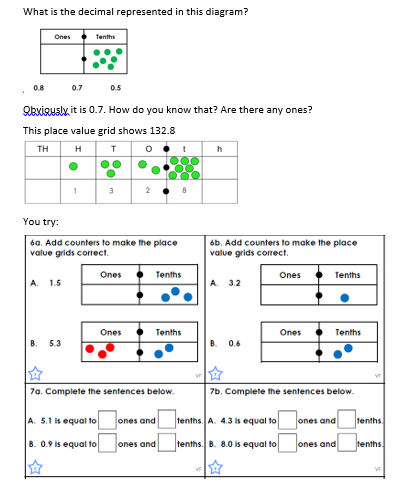 What is the decimal represented in this diagram?
Ones Tenths
0.8 0.7 0.5
Obviously it is 0.7. How do you know that? Are there any ones?
This place value grid shows 132.8
TH H T O t h
1 3 2 8
You try:
6a. Add counters to make the place value grids correct.
A. 1.5
Ones Tenths
B. 5.3
Ones Tenths
VF
6b. Add counters to make the place value grids correct.
A. 3.2
Ones Tenths
B. 0.6
Ones Tenths
VF
7a. Complete the sentences below.
A. 5.1 is equal to ones and tenths.
B. 0.9 is equal to ones and tenths.
VF
7b. Complete the sentences below.
A. 4.3 is equal to ones and tenths.
B. 8.0 is equal to ones and tenths.
VF